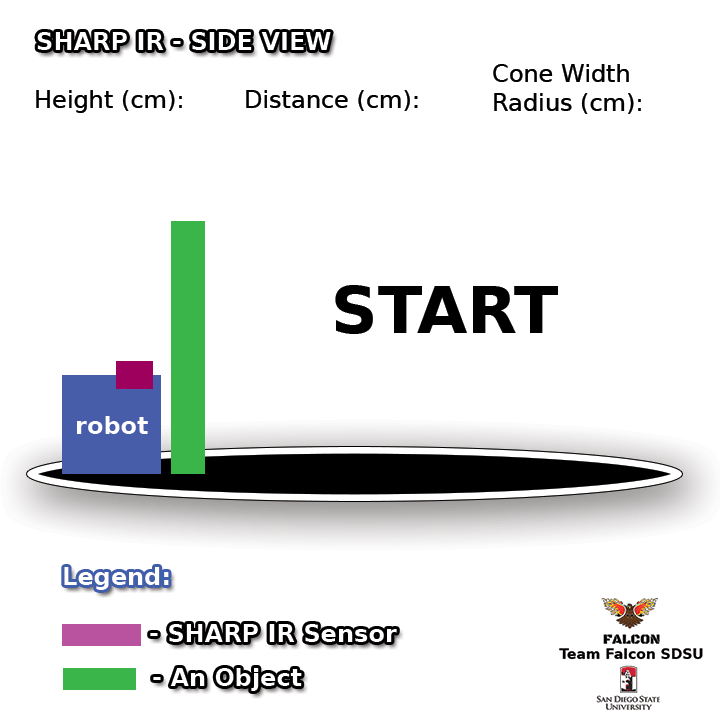 SHARP IR - SIDE VIEW
Height (cm):
Distance (cm):
Cone Width
Radius (cm):
START
robot
Legend:
- SHARP IR Sensor
- An Object
FALCON
Team Falcon SDSU
SAN DIEGO STATE
UNIVERSITY